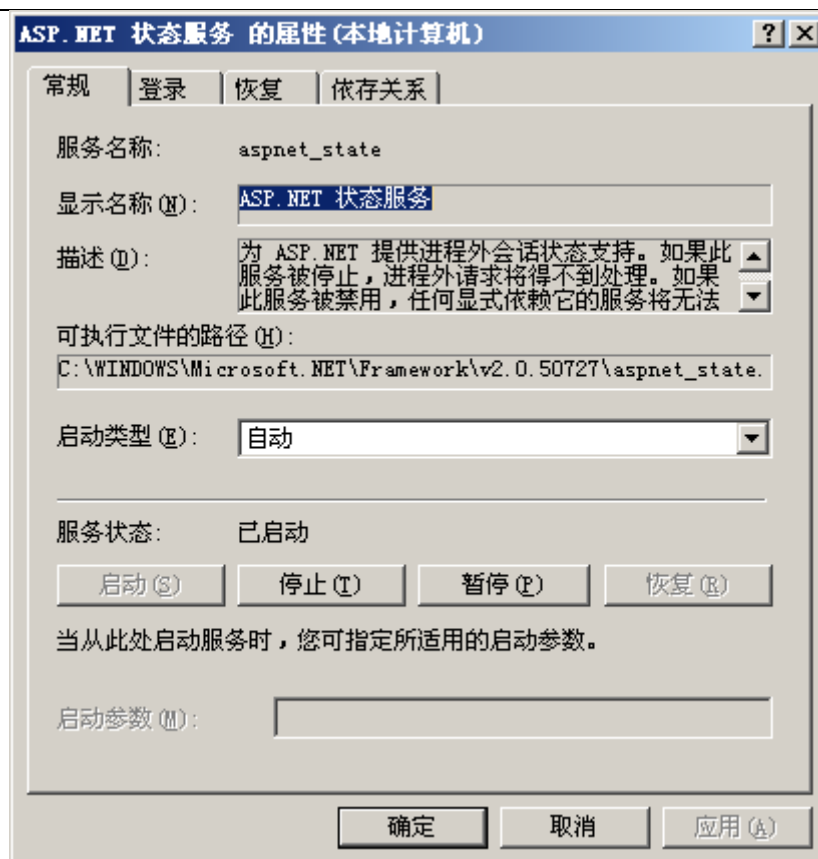 ASP.NET 状态服务 的属性(本地计算机)
常规 登录 恢复 依存关系
服务名称: aspnet_state
显示名称(N): ASP.NET 状态服务
描述(D): 为 ASP.NET 提供进程外会话状态支持。如果此
服务被停止，进程外请求将得不到处理。如果
此服务被禁用，任何显式依赖它的服务将无法
可执行文件的路径(H):
C:\WINDOWS\Microsoft.NET\Framework\v2.0.50727\aspnet_state.
启动类型(E): 自动
服务状态: 已启动
启动(S) 停止(T) 暂停(P) 恢复(R)
当从此处启动服务时，您可指定所适用的启动参数。
启动参数(M):
确定 取消 应用(A)